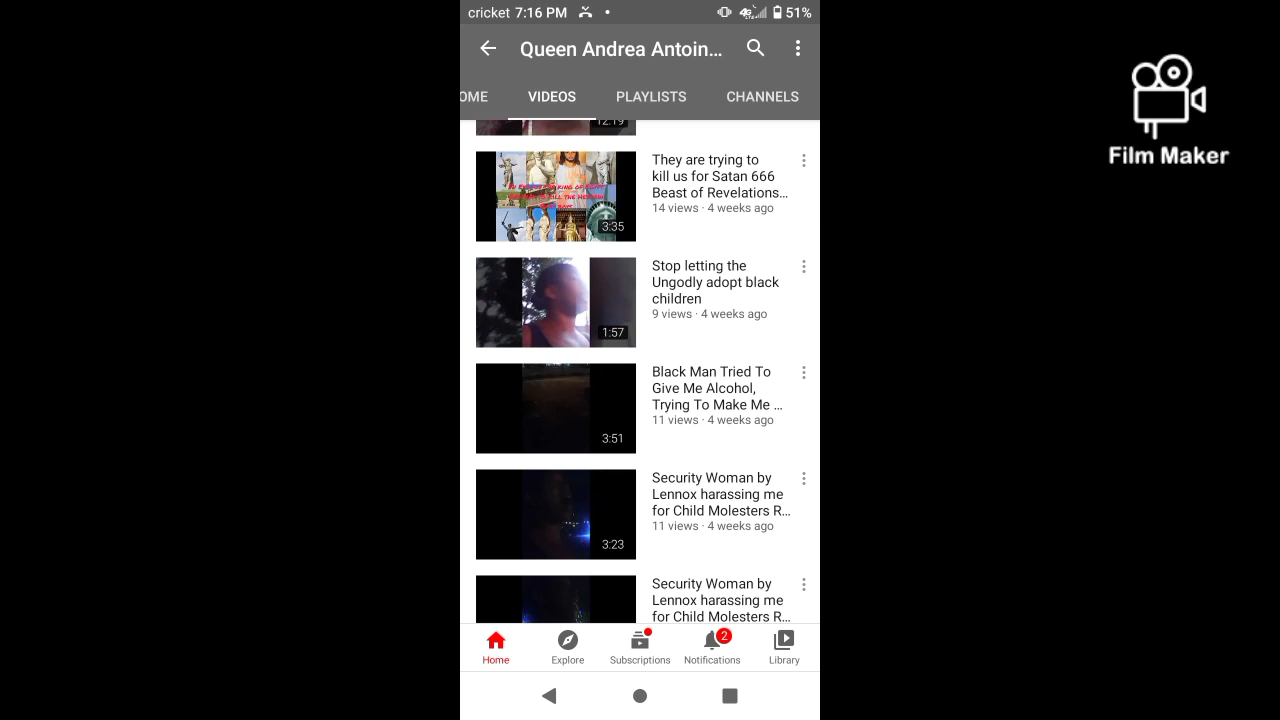 cricket 7:16 PM 51%
Queen Andrea Antoin...
OME VIDEOS PLAYLISTS CHANNELS
12:19
They are trying to
kill us for Satan 666
Beast of Revelations...
14 views · 4 weeks ago
3:35
Stop letting the
Ungodly adopt black
children
9 views · 4 weeks ago
1:57
Black Man Tried To
Give Me Alcohol,
Trying To Make Me ...
11 views · 4 weeks ago
3:51
Security Woman by
Lennox harassing me
for Child Molesters R...
11 views · 4 weeks ago
3:23
Security Woman by
Lennox harassing me
for Child Molesters R...
2
Home Explore Subscriptions Notifications Library
Film Maker